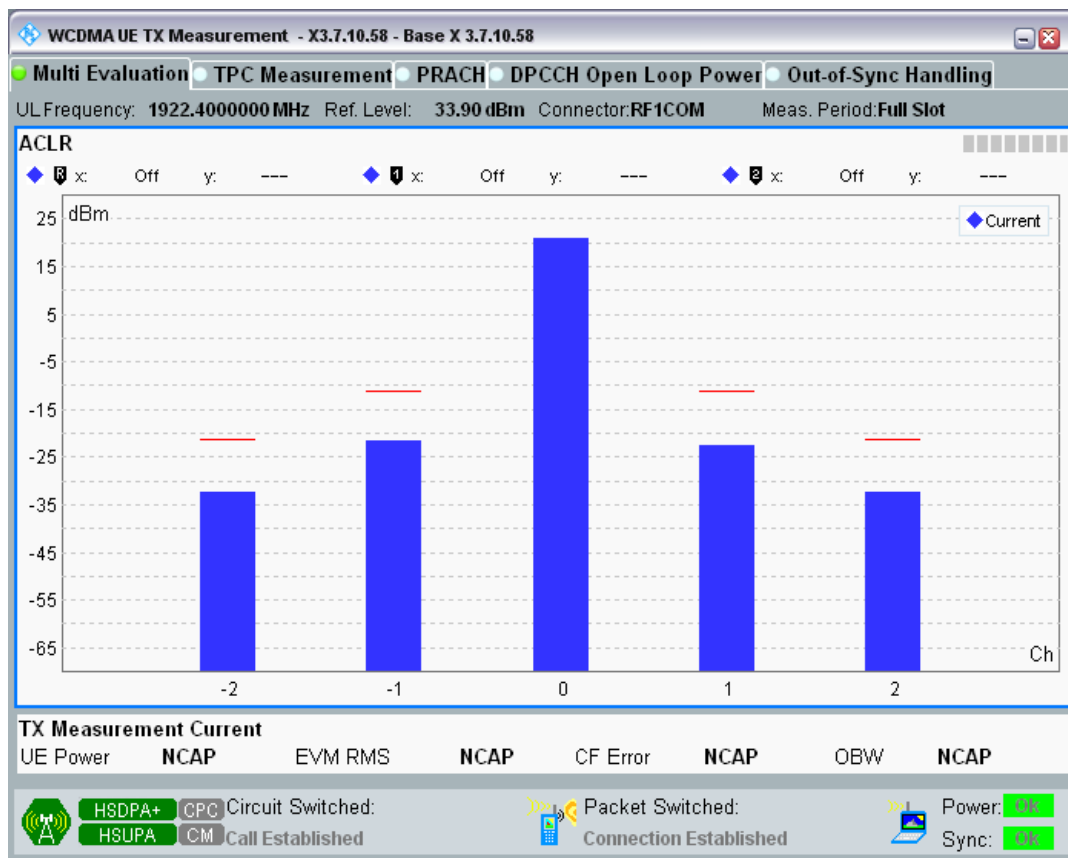 WCDMA UE TX Measurement - X3.7.10.58 - Base X 3.7.10.58
Multi Evaluation TPC Measurement PRACH DPCCH Open Loop Power Out-of-Sync Handling
UL Frequency: 1922.4000000 MHz Ref. Level: 33.90 dBm Connector:RF1COM Meas. Period:Full Slot
ACLR
R x: Off y: --- 1 x: Off y: --- 2 x: Off y: ---
dBm
Current
25
15
5
-5
-15
-25
-35
-45
-55
-65
Ch
-2 -1 0 1 2
TX Measurement Current
UE Power NCAP EVM RMS NCAP CF Error NCAP OBW NCAP
HSDPA+ CPC Circuit Switched: Packet Switched: Power: OK
HSUPA CM Call Established Connection Established Sync: OK